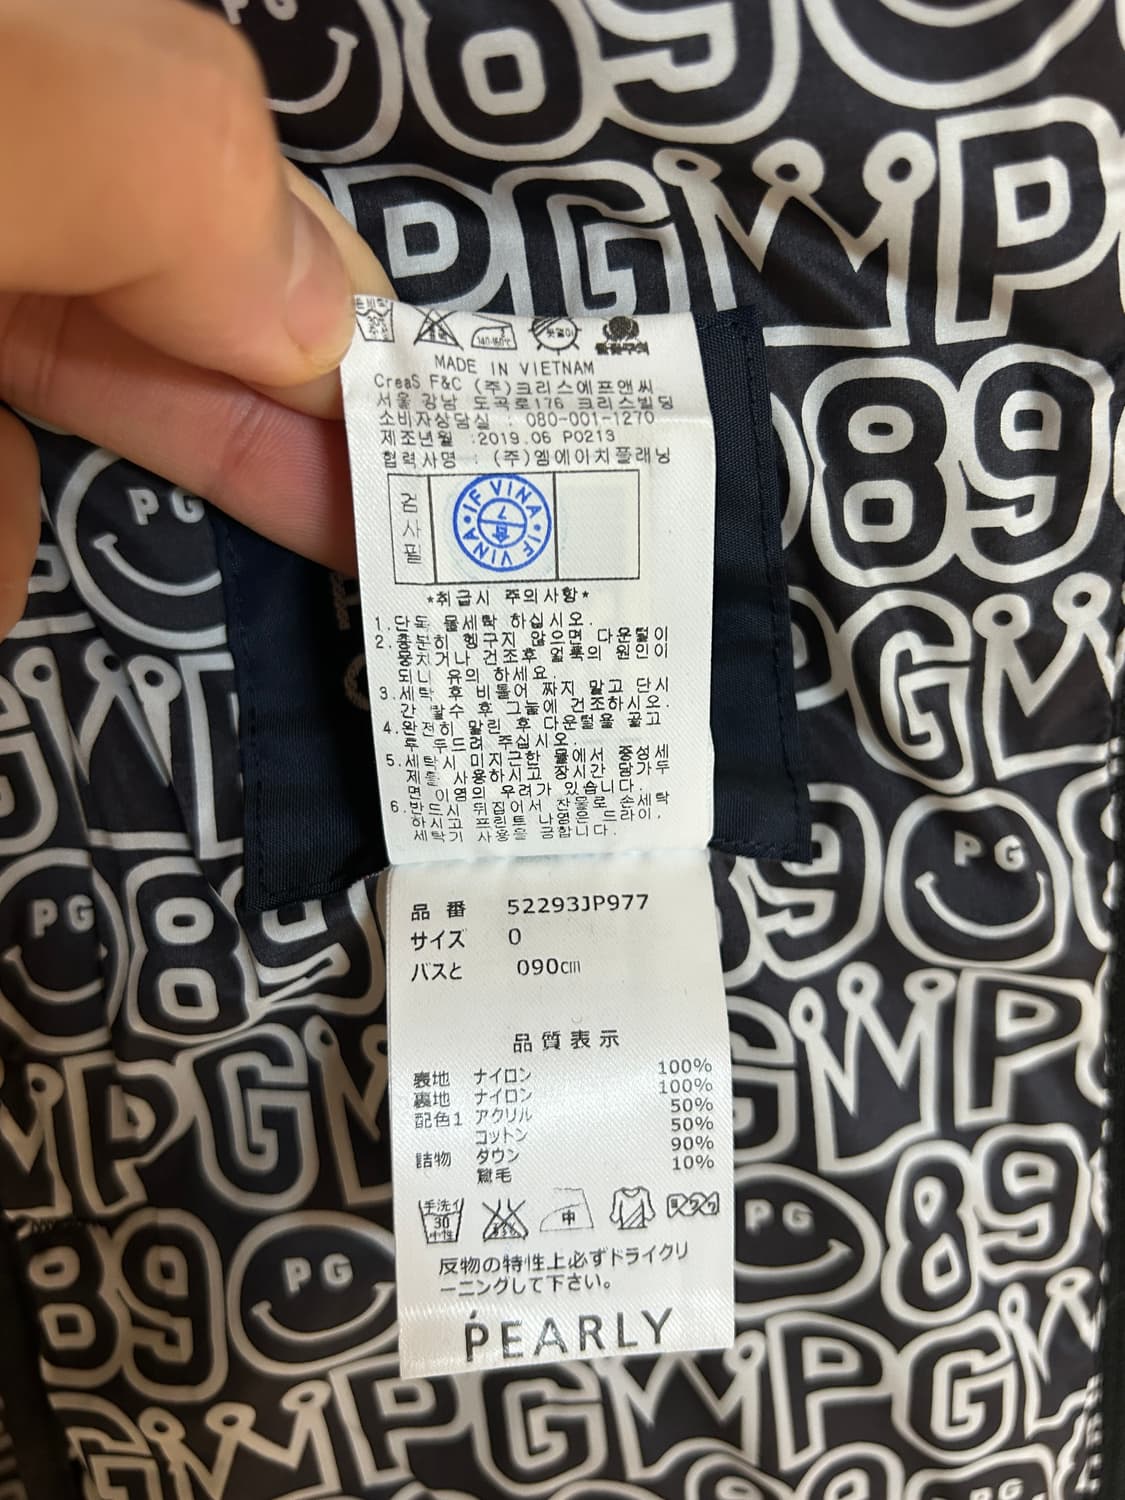 140-160℃
MADE IN VIETNAM
CreaS F&C (주)크리스에프앤씨
서울 강남 도곡로176 크리스빌딩
소비자상담실 : 080-001-1270
제조년월 :2019.06 P0213
협력사명 : (주)엠에이치플래닝
검사필
IF VINA 7 IF VINA
*취급시 주의사항*
1.단독 물세탁 하십시오.
2.충분히 헹구지 않으면 다운털이
뭉치거나 건조후 얼룩의 원인이
되니 유의 하세요.
3.세탁 후 비틀어 짜지 말고 단시
간 탈수 후 그늘에 건조하시오.
4.완전히 말린 후 다운털을 골고
루 두드려 주십시오.
5.세탁시 미지근한 물에서 중성세
제를 사용하시고 장시간 담가두
면 이염의 우려가 있습니다.
6.반드시 뒤집어서 찬물로 손세탁
하시고 프린트 나염은 드라이,
세탁기 사용을 금합니다.
品番 52293JP977
サイズ 0
バスと 090㎝
品質表示
表地 ナイロン 100%
裏地 ナイロン 100%
配色1 アクリル 50%
コットン 50%
詰物 ダウン 90%
鵞毛 10%
手洗イ 30 中性
中
反物の特性上必ずドライクリ
ーニングして下さい。
PEARLY
PG
89
PG
P
89
PG
G
PG
PG
89
9
P
G
P
89
PG
PG
89
PG
P
G